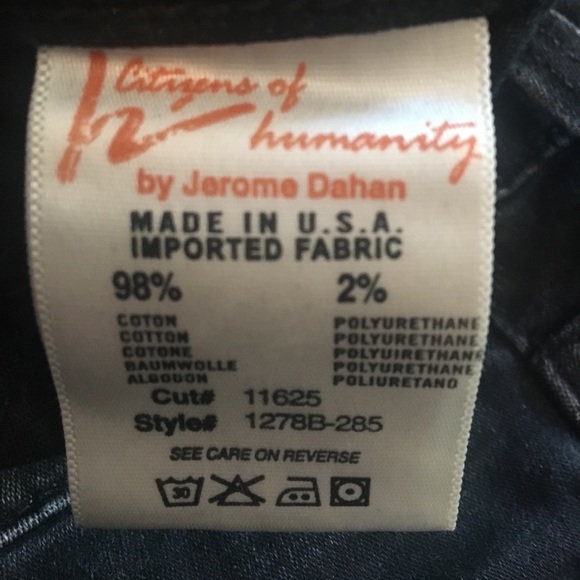 Citizens of
humanity
by Jerome Dahan
MADE IN U.S.A.
IMPORTED FABRIC
98% 2%
COTON POLYURETHANE
COTTON POLYURETHANE
COTONE POLYUIRETHANE
BAUMWOLLE POLYURETHANE
ALGODON POLIURETANO
Cut# 11625
Style# 1278B-285
SEE CARE ON REVERSE
30